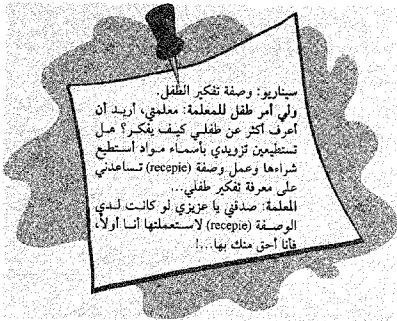 سيناريو: وصفة تفكير الطفل.
ولي أمر طفل للمعلمة: معلمتي، أريد أن
أعرف أكثر عن طفلي كيف يفكر؟ هل
تستطيعين تزويدي بأسماء مواد أستطيع
شراءها وعمل وصفة (recepie) تساعدني
على معرفة تفكير طفلي...
المعلمة: صدقني يا عزيزي لو كانت لدي
الوصفة (recepie) لاستعملتها أنا أولاً،
فأنا أحق منك بها...!